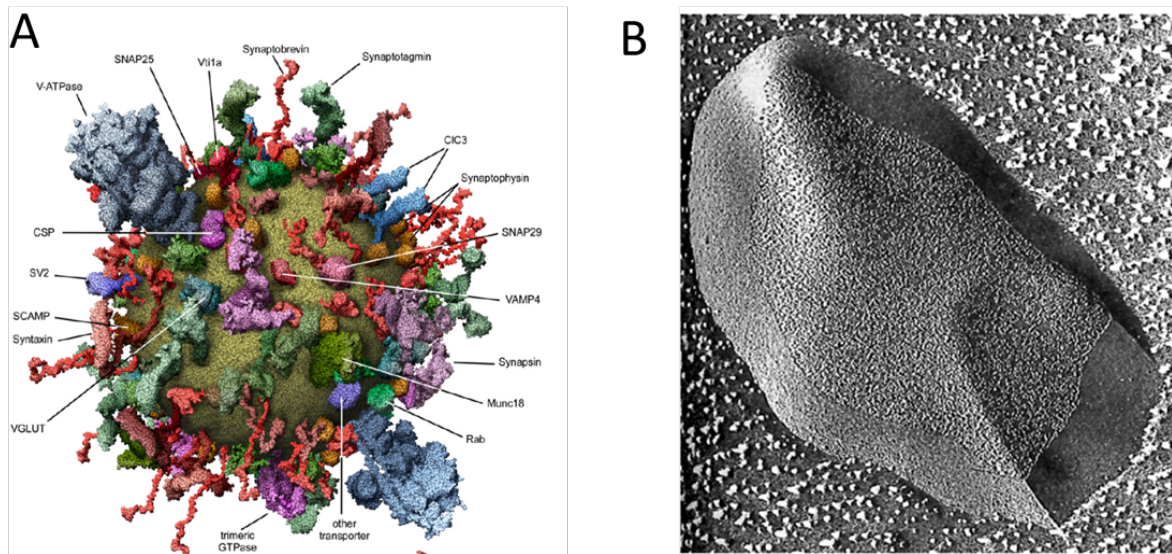 A
B
Synaptobrevin
SNAP25
Vti1a
Synaptotagmin
V-ATPase
ClC3
Synaptophysin
CSP
SNAP29
SV2
VAMP4
SCAMP
Syntaxin
Synapsin
Munc18
VGLUT
Rab
trimeric
GTPase
other
transporter